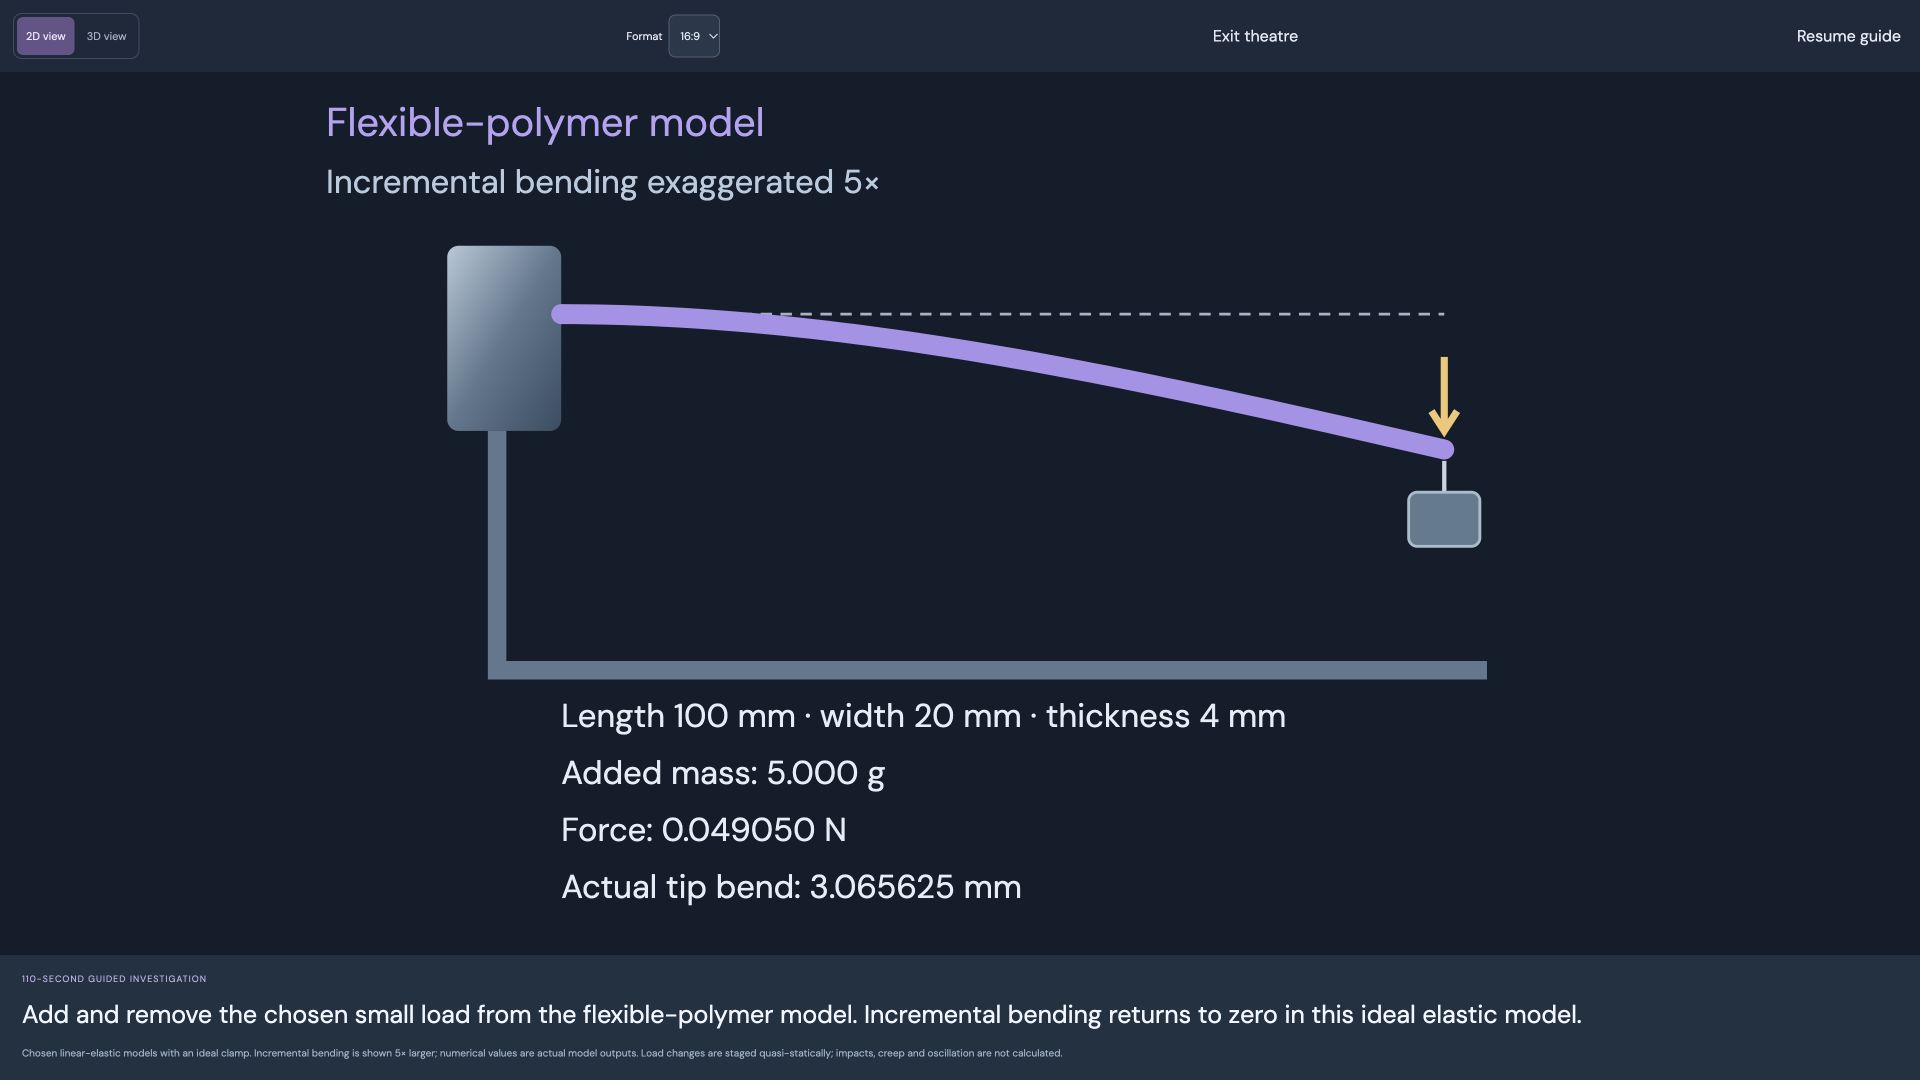 2D view
3D view
Format
16:9
Exit theatre
Resume guide
Flexible-polymer model
Incremental bending exaggerated 5×
Length 100 mm · width 20 mm · thickness 4 mm
Added mass: 5.000 g
Force: 0.049050 N
Actual tip bend: 3.065625 mm
110-SECOND GUIDED INVESTIGATION
Add and remove the chosen small load from the flexible-polymer model. Incremental bending returns to zero in this ideal elastic model.
Chosen linear-elastic models with an ideal clamp. Incremental bending is shown 5× larger; numerical values are actual model outputs. Load changes are staged quasi-statically; impacts, creep and oscillation are not calculated.